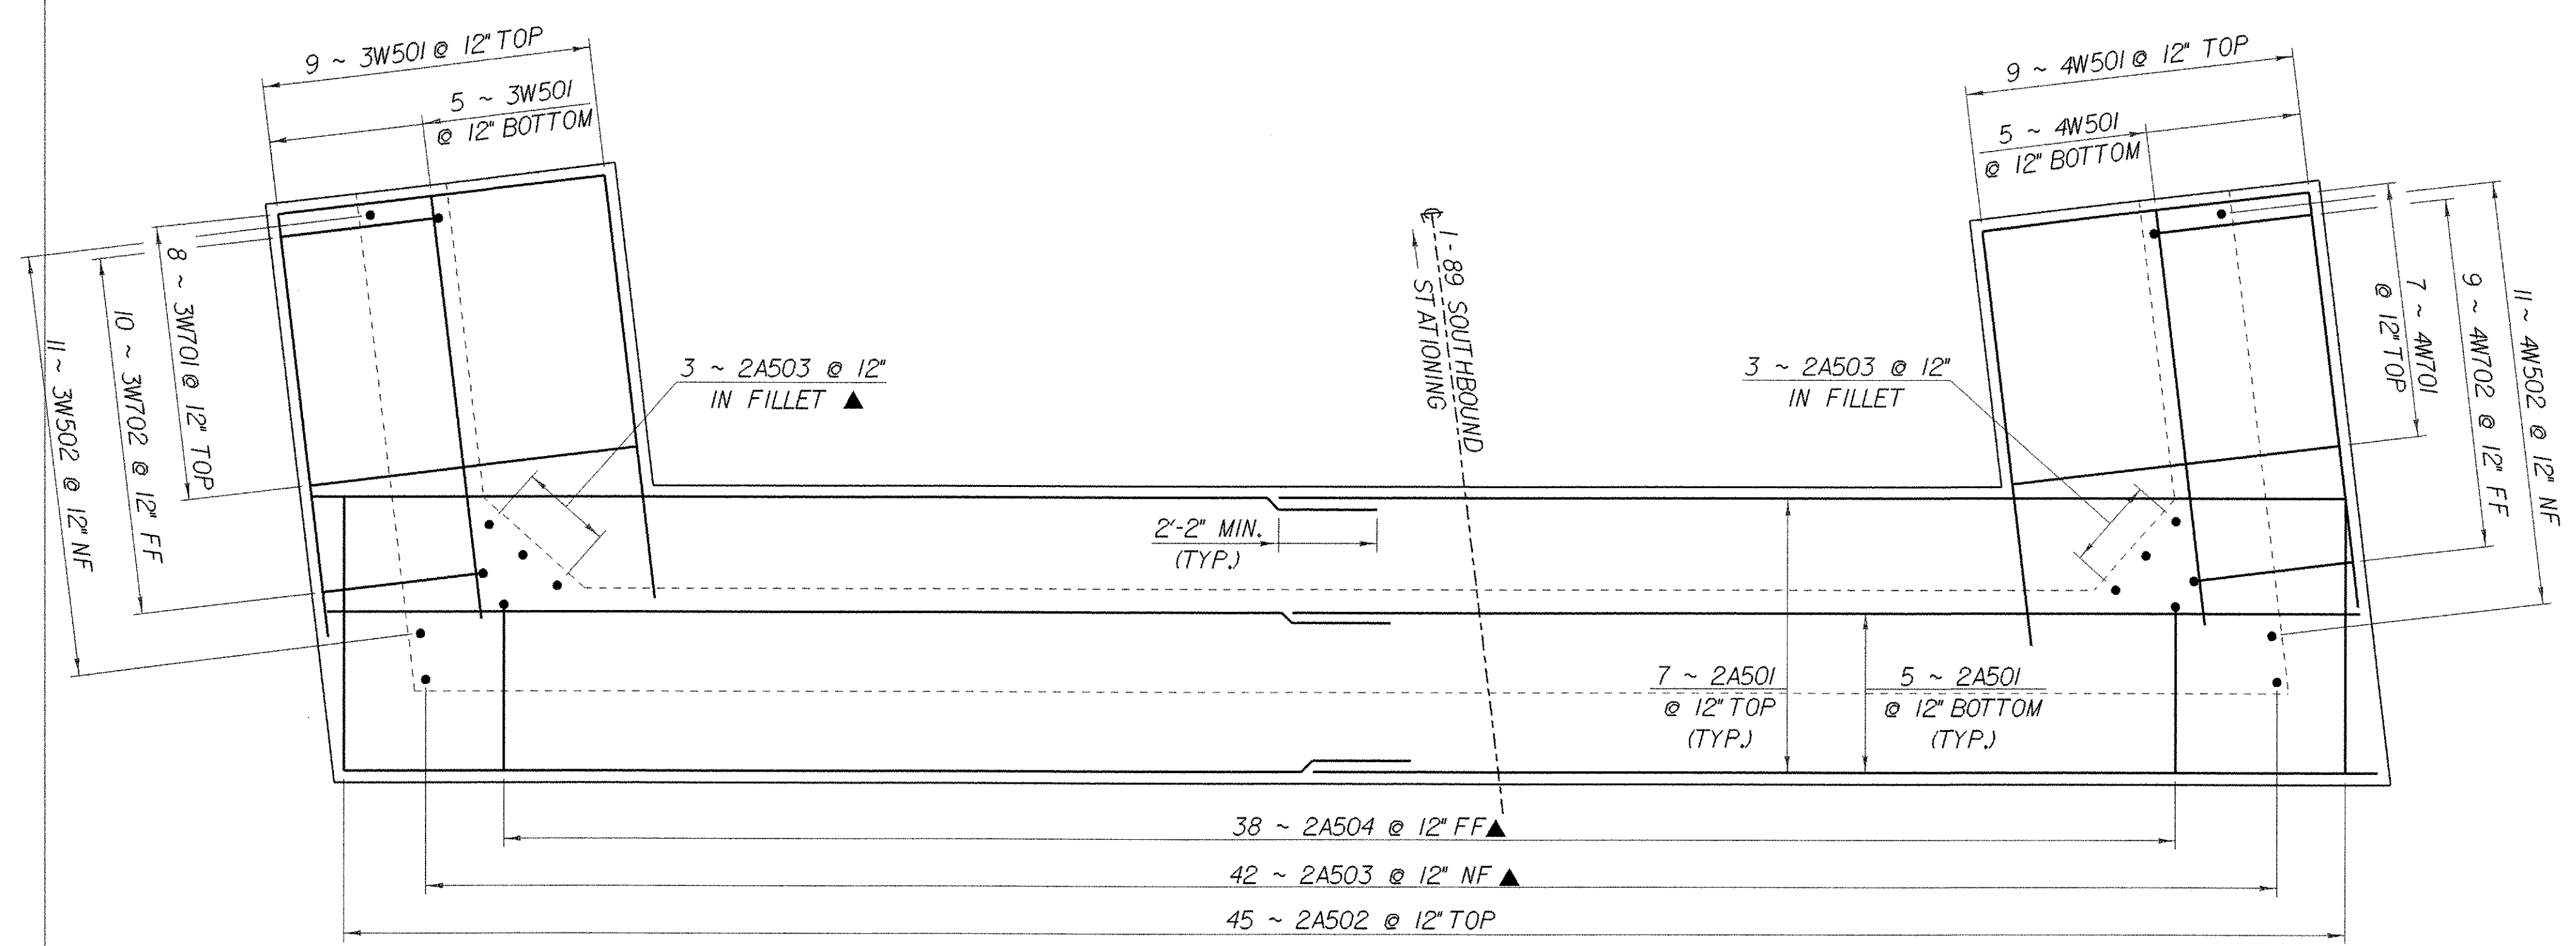 9 ~ 3W501 @ 12" TOP
5 ~ 3W501
@ 12" BOTTOM
9 ~ 4W501 @ 12" TOP
5 ~ 4W501
@ 12" BOTTOM
11 ~ 3W502 @ 12" NF
10 ~ 3W702 @ 12" FF
8 ~ 3W701 @ 12" TOP
3 ~ 2A503 @ 12"
IN FILLET ▲
℄ I-89 SOUTHBOUND
STATIONING
3 ~ 2A503 @ 12"
IN FILLET
7 ~ 4W701
@ 12" TOP
9 ~ 4W702 @ 12" FF
11 ~ 4W502 @ 12" NF
2'-2" MIN.
(TYP.)
7 ~ 2A501
@ 12" TOP
(TYP.)
5 ~ 2A501
@ 12" BOTTOM
(TYP.)
38 ~ 2A504 @ 12" FF ▲
42 ~ 2A503 @ 12" NF ▲
45 ~ 2A502 @ 12" TOP